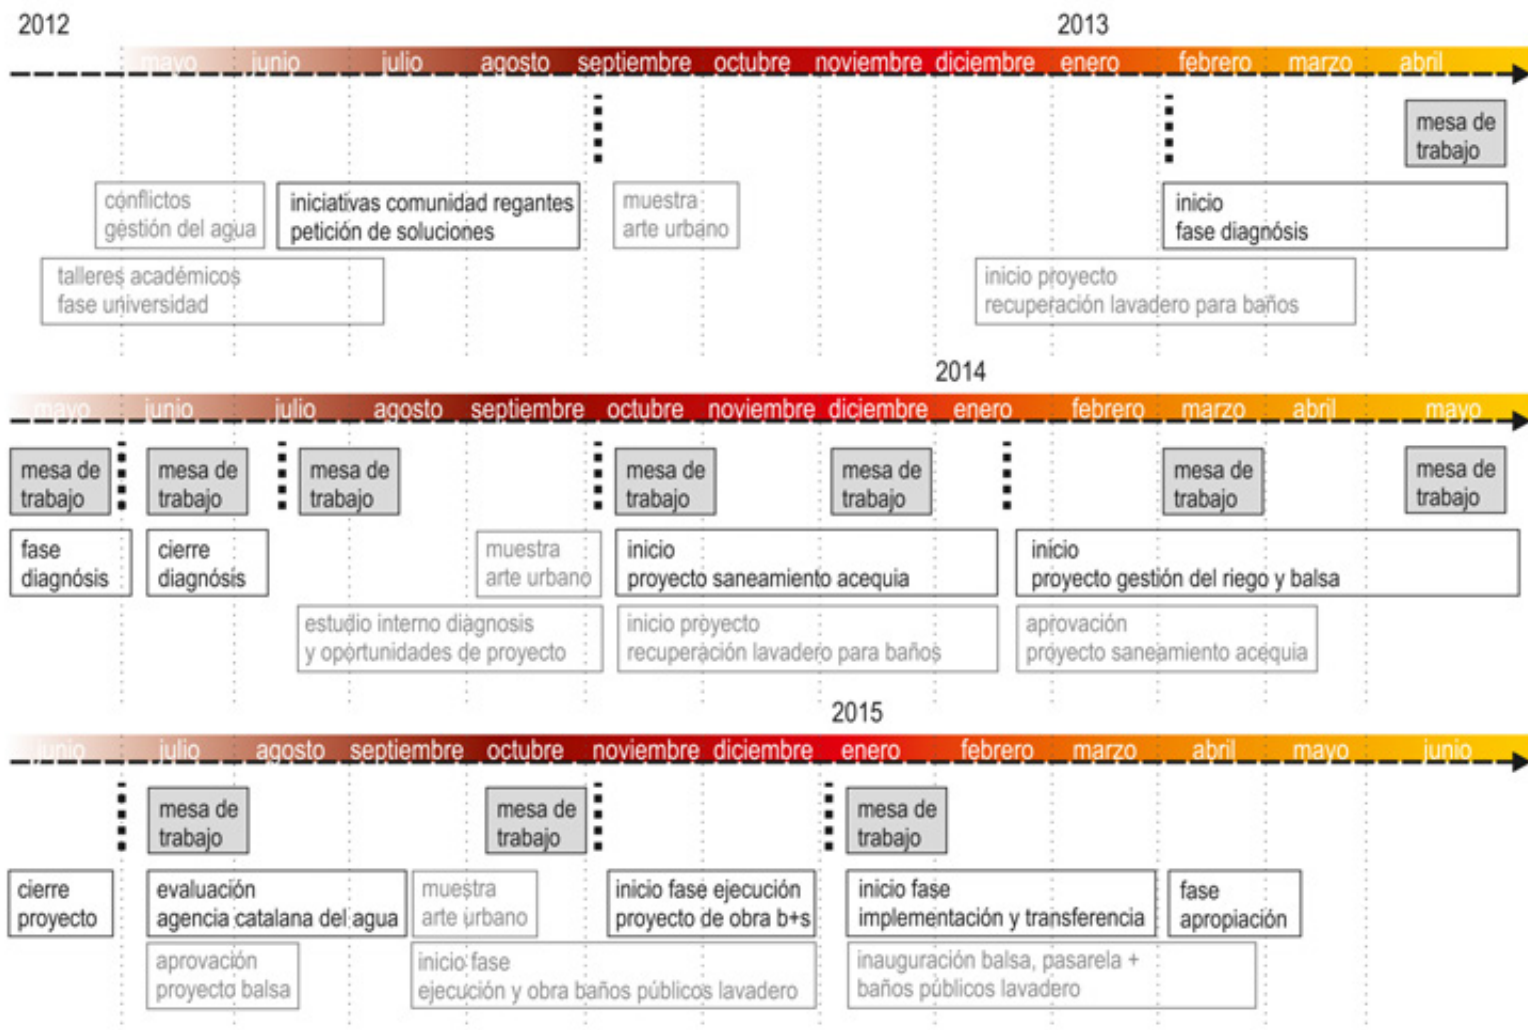 2012
2013
mayo junio julio agosto septiembre octubre noviembre diciembre enero febrero marzo abril
mesa de
trabajo
conflictos
gestión del agua
iniciativas comunidad regantes
petición de soluciones
muestra
arte urbano
inicio
fase diagnósis
talleres académicos
fase universidad
inicio proyecto
recuperación lavadero para baños
2014
mayo junio julio agosto septiembre octubre noviembre diciembre enero febrero marzo abril mayo
mesa de
trabajo
mesa de
trabajo
mesa de
trabajo
mesa de
trabajo
mesa de
trabajo
mesa de
trabajo
mesa de
trabajo
fase
diagnósis
cierre
diagnósis
muestra
arte urbano
inicio
proyecto saneamiento acequia
inicio
proyecto gestión del riego y balsa
estudio interno diagnosis
y oportunidades de proyecto
inicio proyecto
recuperación lavadero para baños
aprovación
proyecto saneamiento acequia
2015
junio julio agosto septiembre octubre noviembre diciembre enero febrero marzo abril mayo junio
mesa de
trabajo
mesa de
trabajo
mesa de
trabajo
cierre
proyecto
evaluación
agencia catalana del agua
muestra
arte urbano
inicio fase ejecución
proyecto de obra b+s
inicio fase
implementación y transferencia
fase
apropiación
aprovación
proyecto balsa
inicio fase
ejecución y obra baños públicos lavadero
inauguración balsa, pasarela +
baños públicos lavadero